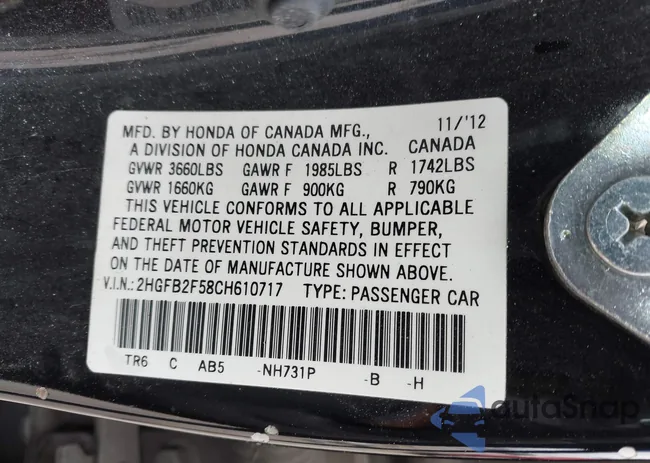 11/'12
MFD. BY HONDA OF CANADA MFG.,
A DIVISION OF HONDA CANADA INC. CANADA
GVWR 3660LBS GAWR F 1985LBS R 1742LBS
GVWR 1660KG GAWR F 900KG R 790KG
THIS VEHICLE CONFORMS TO ALL APPLICABLE
FEDERAL MOTOR VEHICLE SAFETY, BUMPER,
AND THEFT PREVENTION STANDARDS IN EFFECT
ON THE DATE OF MANUFACTURE SHOWN ABOVE.
V.I.N.: 2HGFB2F58CH610717 TYPE: PASSENGER CAR
TR6 C AB5 -NH731P -B -H
autoSnap